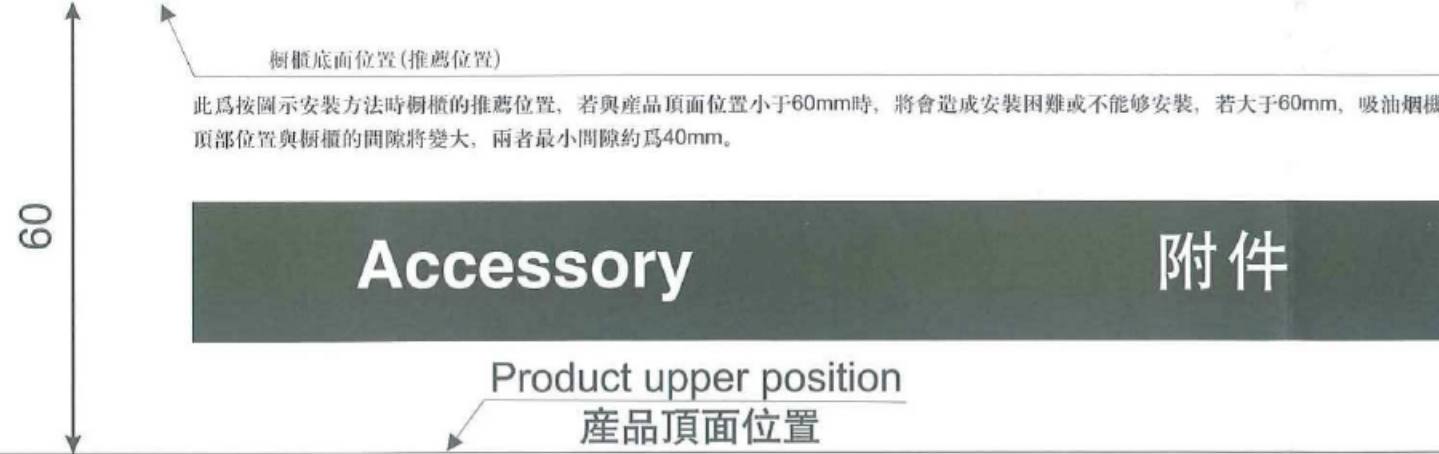 櫥櫃底面位置(推薦位置)
此爲按圖示安裝方法時櫥櫃的推薦位置，若與産品頂面位置小于60mm時，將會造成安裝困難或不能够安裝，若大于60mm，吸油烟機
頂部位置與櫥櫃的間隙將變大，兩者最小間隙約爲40mm。
60
Accessory 附件
Product upper position
産品頂面位置